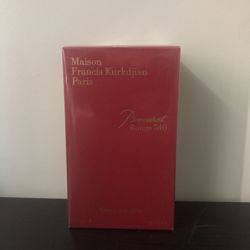 Maison
Francis Kurkdjian
Paris
Baccarat
Rouge 540